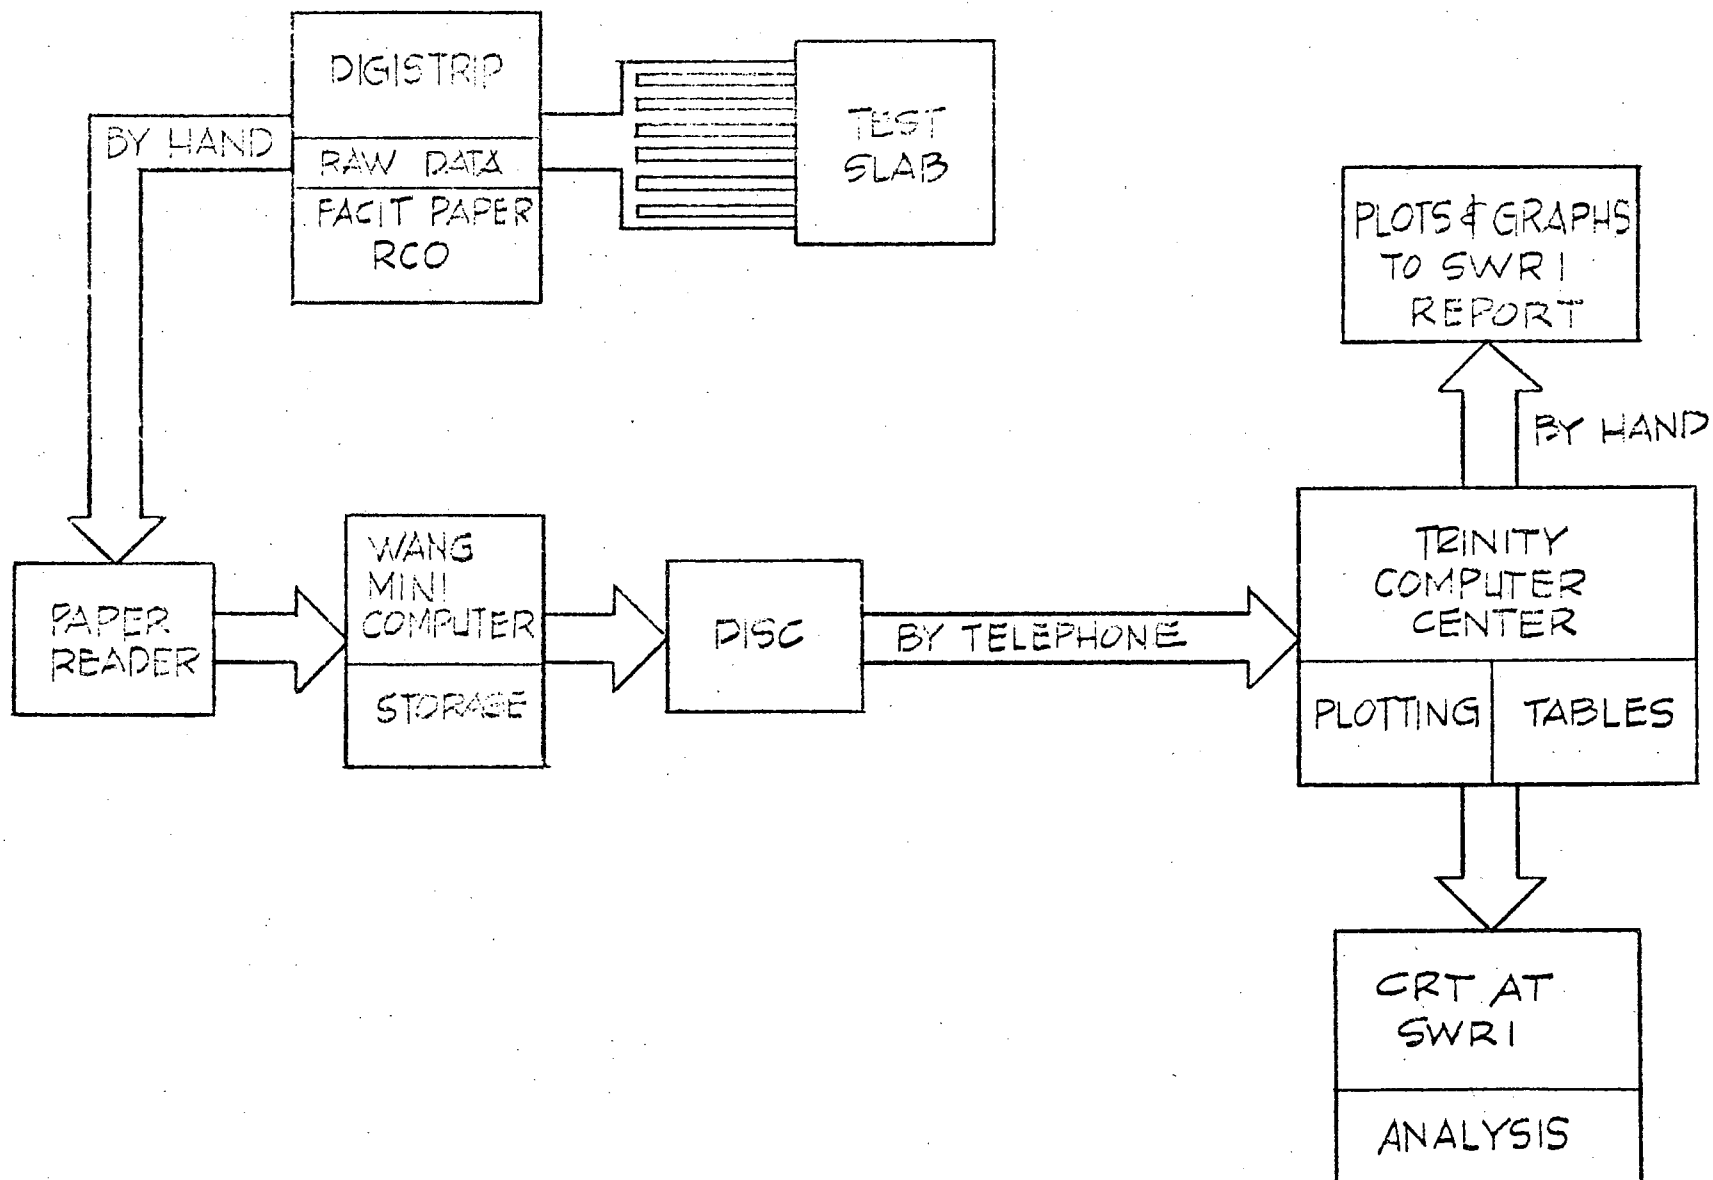 DIGISTRIP
RAW DATA
FACIT PAPER
RCO
TEST
SLAB
BY HAND
PAPER
READER
WANG
MINI
COMPUTER
STORAGE
DISC
BY TELEPHONE
TRINITY
COMPUTER
CENTER
PLOTTING
TABLES
BY HAND
PLOTS & GRAPHS
TO SWRI
REPORT
CRT AT
SWRI
ANALYSIS